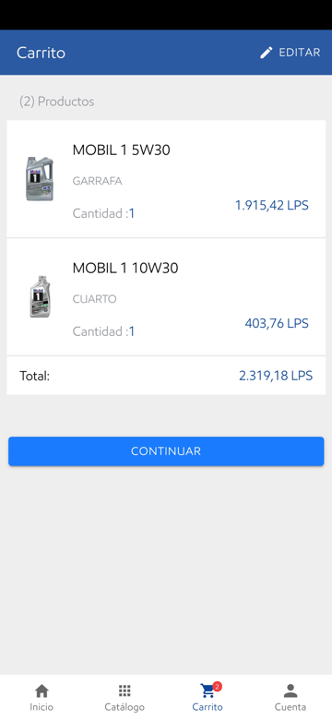 Carrito
EDITAR
(2) Productos
MOBIL 1 5W30
GARRAFA
Cantidad :1
1.915,42 LPS
MOBIL 1 10W30
CUARTO
Cantidad :1
403,76 LPS
Total:
2.319,18 LPS
CONTINUAR
2
Inicio
Catálogo
Carrito
Cuenta